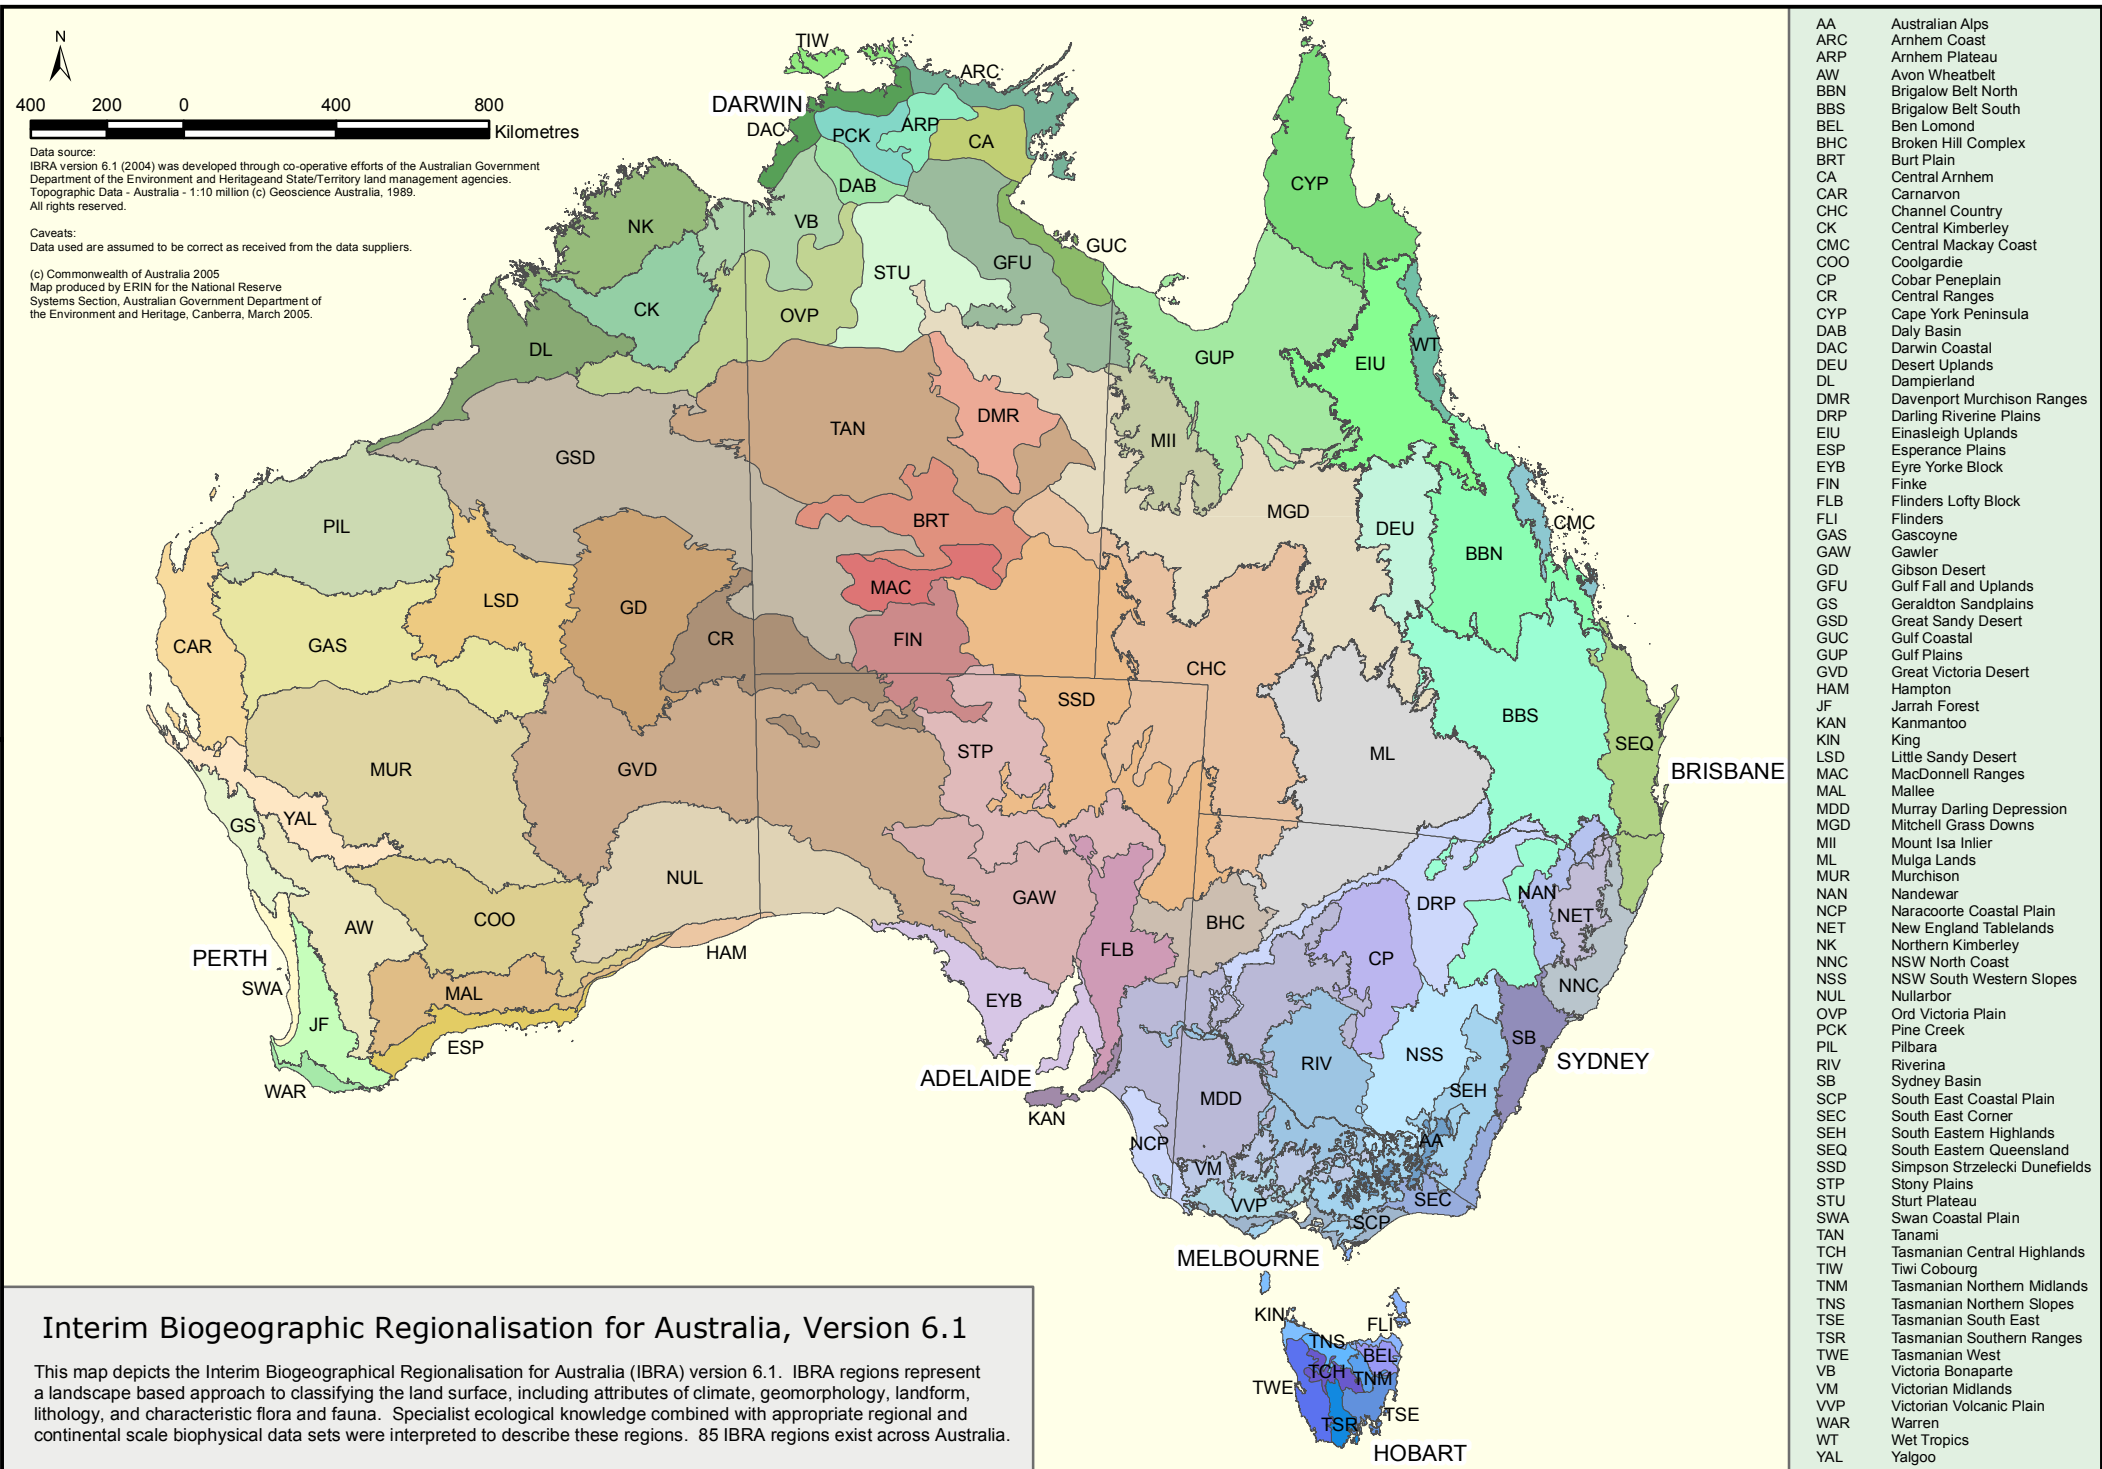 N
400 200 0 400 800
Kilometres
Data source:
IBRA version 6.1 (2004) was developed through co-operative efforts of the Australian Government
Department of the Environment and Heritageand State/Territory land management agencies.
Topographic Data - Australia - 1:10 million (c) Geoscience Australia, 1989.
All rights reserved.
Caveats:
Data used are assumed to be correct as received from the data suppliers.
(c) Commonwealth of Australia 2005
Map produced by ERIN for the National Reserve
Systems Section, Australian Government Department of
the Environment and Heritage, Canberra, March 2005.
TIW
ARC
DARWIN
DAC
PCK
ARP
CA
DAB
CYP
NK
VB
GUC
STU
GFU
CK
OVP
DL
GUP
EIU
WT
DMR
TAN
MII
GSD
PIL
BRT
MGD
DEU
CMC
BBN
MAC
LSD
GD
CAR
GAS
CR
FIN
CHC
SSD
BBS
STP
ML
SEQ
MUR
GVD
BRISBANE
GS
YAL
NUL
GAW
NAN
DRP
NET
COO
AW
BHC
HAM
FLB
CP
PERTH
SWA
MAL
EYB
NNC
JF
ESP
SB
SYDNEY
NSS
RIV
ADELAIDE
WAR
SEH
MDD
KAN
NCP
AA
VM
VVP
SEC
SCP
MELBOURNE
KIN
FLI
TNS
BEL
TCH
TNM
TWE
TSE
TSR
HOBART
Interim Biogeographic Regionalisation for Australia, Version 6.1
This map depicts the Interim Biogeographical Regionalisation for Australia (IBRA) version 6.1. IBRA regions represent
a landscape based approach to classifying the land surface, including attributes of climate, geomorphology, landform,
lithology, and characteristic flora and fauna. Specialist ecological knowledge combined with appropriate regional and
continental scale biophysical data sets were interpreted to describe these regions. 85 IBRA regions exist across Australia.
AA Australian Alps
ARC Arnhem Coast
ARP Arnhem Plateau
AW Avon Wheatbelt
BBN Brigalow Belt North
BBS Brigalow Belt South
BEL Ben Lomond
BHC Broken Hill Complex
BRT Burt Plain
CA Central Arnhem
CAR Carnarvon
CHC Channel Country
CK Central Kimberley
CMC Central Mackay Coast
COO Coolgardie
CP Cobar Peneplain
CR Central Ranges
CYP Cape York Peninsula
DAB Daly Basin
DAC Darwin Coastal
DEU Desert Uplands
DL Dampierland
DMR Davenport Murchison Ranges
DRP Darling Riverine Plains
EIU Einasleigh Uplands
ESP Esperance Plains
EYB Eyre Yorke Block
FIN Finke
FLB Flinders Lofty Block
FLI Flinders
GAS Gascoyne
GAW Gawler
GD Gibson Desert
GFU Gulf Fall and Uplands
GS Geraldton Sandplains
GSD Great Sandy Desert
GUC Gulf Coastal
GUP Gulf Plains
GVD Great Victoria Desert
HAM Hampton
JF Jarrah Forest
KAN Kanmantoo
KIN King
LSD Little Sandy Desert
MAC MacDonnell Ranges
MAL Mallee
MDD Murray Darling Depression
MGD Mitchell Grass Downs
MII Mount Isa Inlier
ML Mulga Lands
MUR Murchison
NAN Nandewar
NCP Naracoorte Coastal Plain
NET New England Tablelands
NK Northern Kimberley
NNC NSW North Coast
NSS NSW South Western Slopes
NUL Nullarbor
OVP Ord Victoria Plain
PCK Pine Creek
PIL Pilbara
RIV Riverina
SB Sydney Basin
SCP South East Coastal Plain
SEC South East Corner
SEH South Eastern Highlands
SEQ South Eastern Queensland
SSD Simpson Strzelecki Dunefields
STP Stony Plains
STU Sturt Plateau
SWA Swan Coastal Plain
TAN Tanami
TCH Tasmanian Central Highlands
TIW Tiwi Cobourg
TNM Tasmanian Northern Midlands
TNS Tasmanian Northern Slopes
TSE Tasmanian South East
TSR Tasmanian Southern Ranges
TWE Tasmanian West
VB Victoria Bonaparte
VM Victorian Midlands
VVP Victorian Volcanic Plain
WAR Warren
WT Wet Tropics
YAL Yalgoo